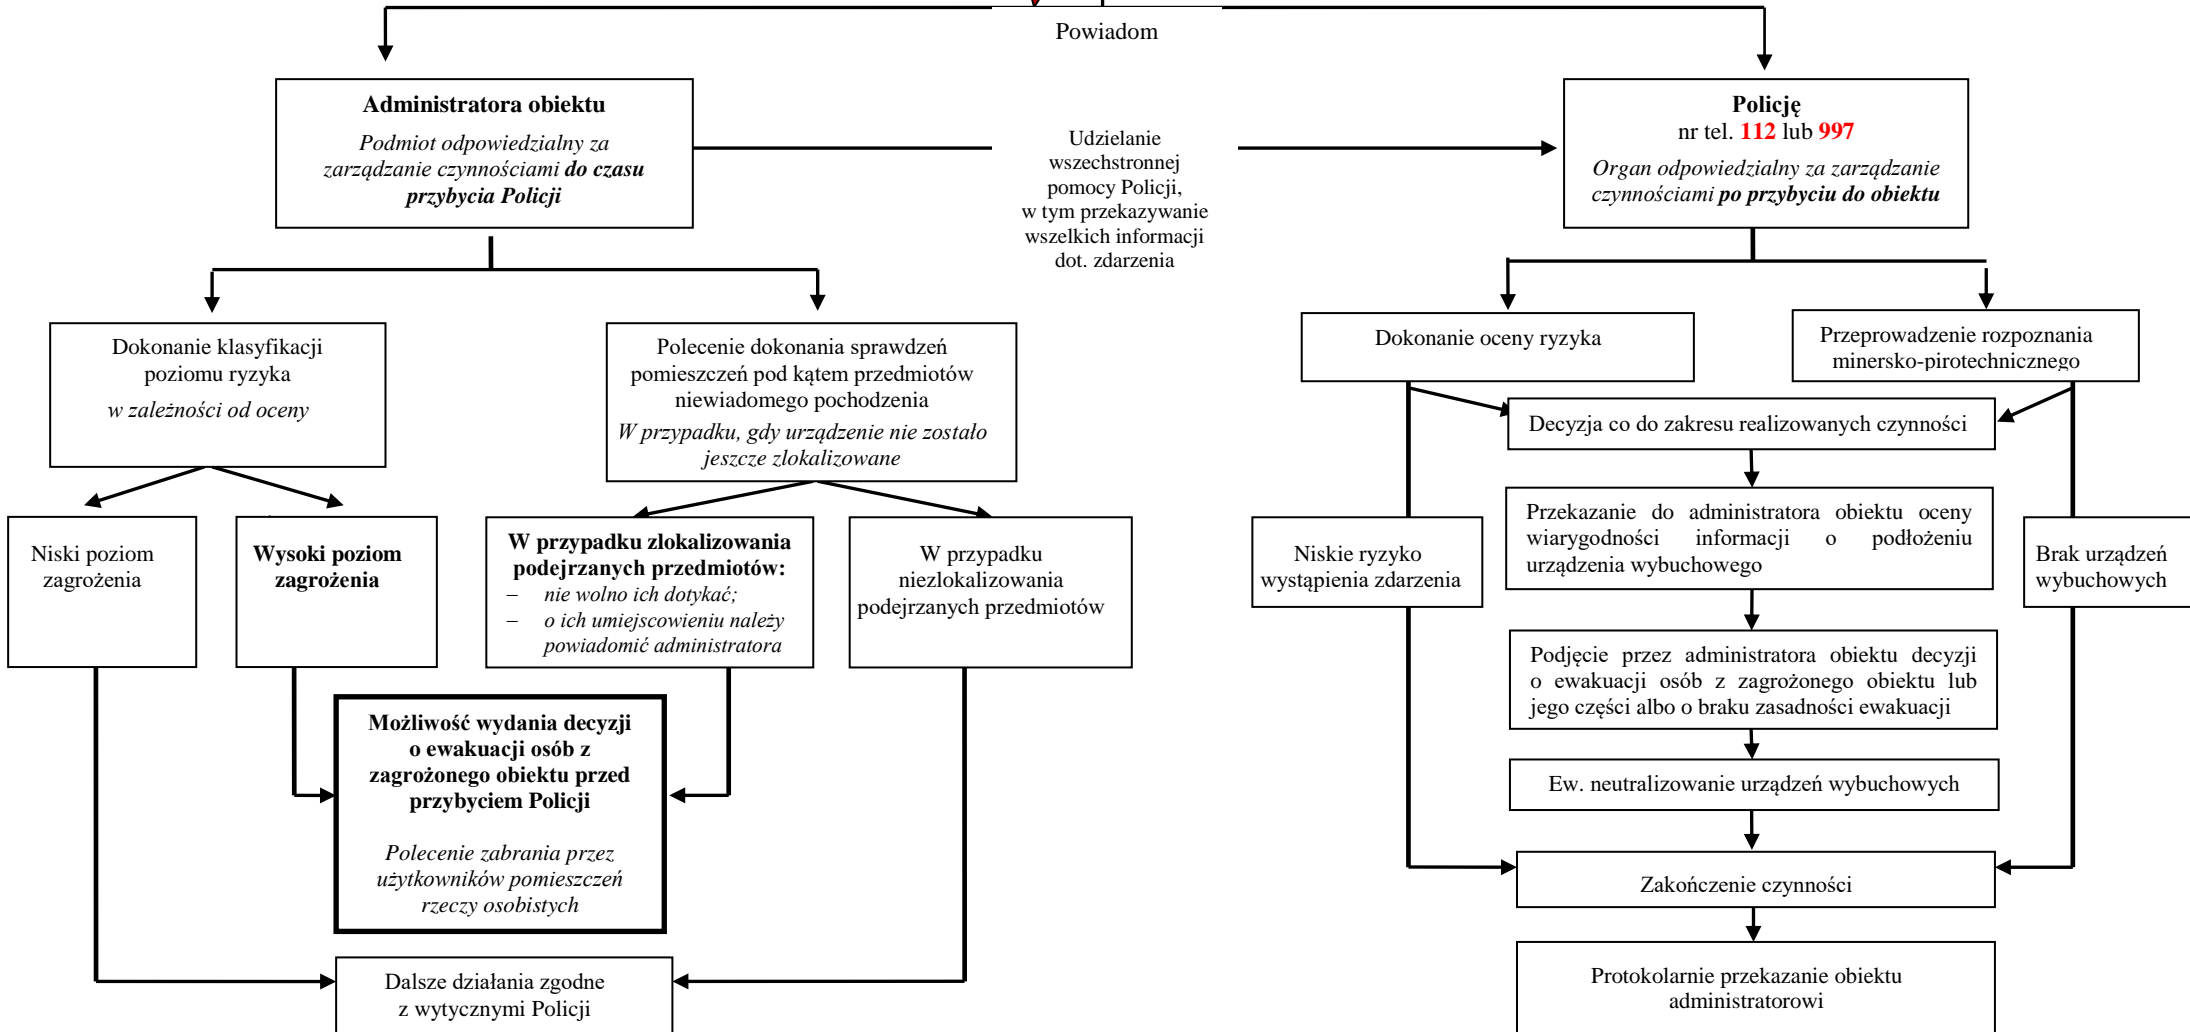 Powiadom
Administratora obiektu
Podmiot odpowiedzialny za
zarządzanie czynnościami do czasu
przybycia Policji
Udzielanie
wszechstronnej
pomocy Policji,
w tym przekazywanie
wszelkich informacji
dot. zdarzenia
Policję
nr tel. 112 lub 997
Organ odpowiedzialny za zarządzanie
czynnościami po przybyciu do obiektu
Dokonanie klasyfikacji
poziomu ryzyka
w zależności od oceny
Polecenie dokonania sprawdzeń
pomieszczeń pod kątem przedmiotów
niewiadomego pochodzenia
W przypadku, gdy urządzenie nie zostało
jeszcze zlokalizowane
Niski poziom
zagrożenia
Wysoki poziom
zagrożenia
W przypadku zlokalizowania
podejrzanych przedmiotów:
– nie wolno ich dotykać;
– o ich umiejscowieniu należy
powiadomić administratora
W przypadku
niezlokalizowania
podejrzanych przedmiotów
Możliwość wydania decyzji
o ewakuacji osób z
zagrożonego obiektu przed
przybyciem Policji
Polecenie zabrania przez
użytkowników pomieszczeń
rzeczy osobistych
Dalsze działania zgodne
z wytycznymi Policji
Dokonanie oceny ryzyka
Przeprowadzenie rozpoznania
minersko-pirotechnicznego
Decyzja co do zakresu realizowanych czynności
Przekazanie do administratora obiektu oceny
wiarygodności informacji o podłożeniu
urządzenia wybuchowego
Niskie ryzyko
wystąpienia zdarzenia
Brak urządzeń
wybuchowych
Podjęcie przez administratora obiektu decyzji
o ewakuacji osób z zagrożonego obiektu lub
jego części albo o braku zasadności ewakuacji
Ew. neutralizowanie urządzeń wybuchowych
Zakończenie czynności
Protokolarnie przekazanie obiektu
administratorowi